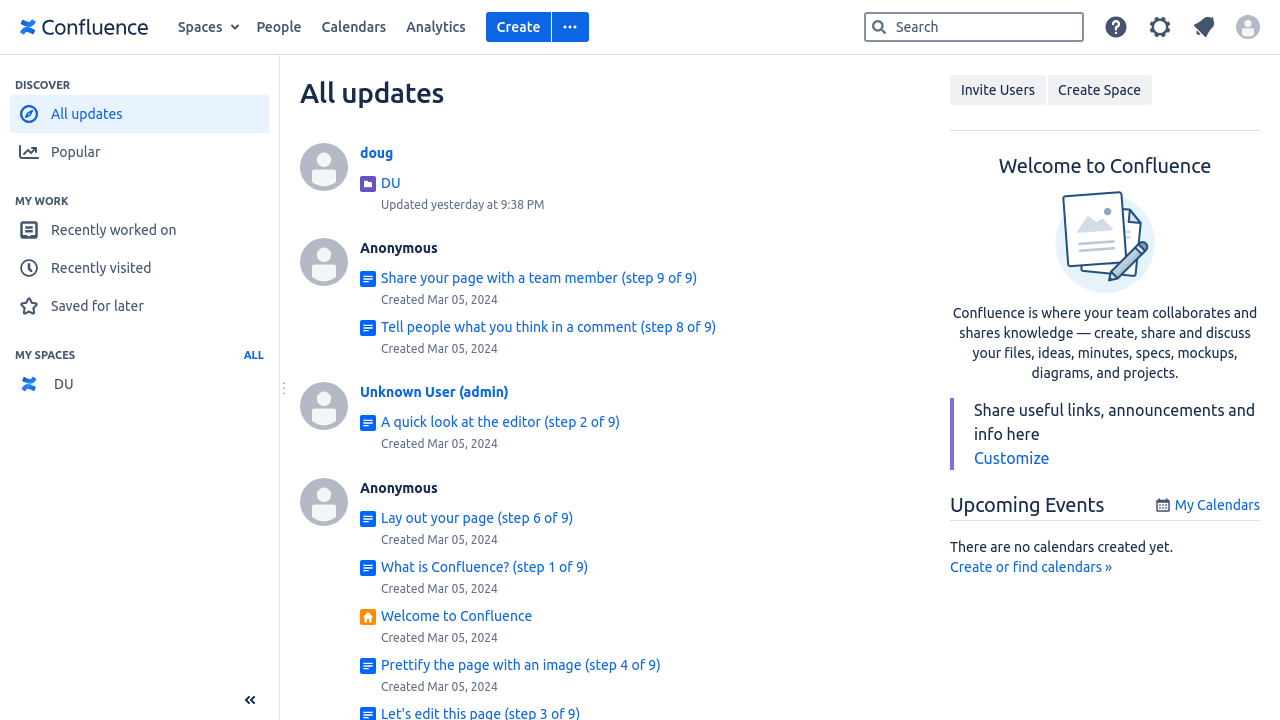 Confluence
Spaces
People
Calendars
Analytics
Create
Search
DISCOVER
All updates
Popular
MY WORK
Recently worked on
Recently visited
Saved for later
MY SPACES
ALL
DU
All updates
doug
DU
Updated yesterday at 9:38 PM
Anonymous
Share your page with a team member (step 9 of 9)
Created Mar 05, 2024
Tell people what you think in a comment (step 8 of 9)
Created Mar 05, 2024
Unknown User (admin)
A quick look at the editor (step 2 of 9)
Created Mar 05, 2024
Anonymous
Lay out your page (step 6 of 9)
Created Mar 05, 2024
What is Confluence? (step 1 of 9)
Created Mar 05, 2024
Welcome to Confluence
Created Mar 05, 2024
Prettify the page with an image (step 4 of 9)
Created Mar 05, 2024
Let's edit this page (step 3 of 9)
Invite Users
Create Space
Welcome to Confluence
Confluence is where your team collaborates and
shares knowledge — create, share and discuss
your files, ideas, minutes, specs, mockups,
diagrams, and projects.
Share useful links, announcements and
info here
Customize
Upcoming Events
My Calendars
There are no calendars created yet.
Create or find calendars »